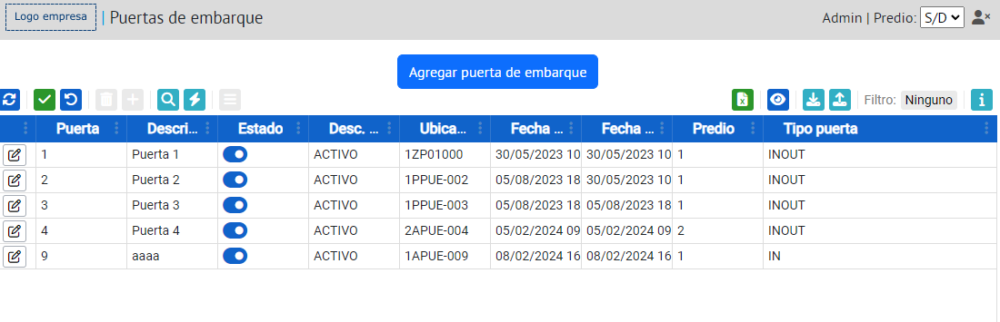 Logo empresa | Puertas de embarque Admin | Predio: S/D
Agregar puerta de embarque
Filtro: Ninguno
Puerta Descri... Estado Desc. ... Ubica... Fecha ... Fecha ... Predio Tipo puerta
1 Puerta 1 ACTIVO 1ZP01000 30/05/2023 10 30/05/2023 10 1 INOUT
2 Puerta 2 ACTIVO 1PPUE-002 05/08/2023 18 30/05/2023 10 1 INOUT
3 Puerta 3 ACTIVO 1PPUE-003 05/08/2023 18 05/08/2023 18 1 INOUT
4 Puerta 4 ACTIVO 2APUE-004 05/02/2024 09 05/02/2024 09 2 INOUT
9 aaaa ACTIVO 1APUE-009 08/02/2024 16 08/02/2024 16 1 IN